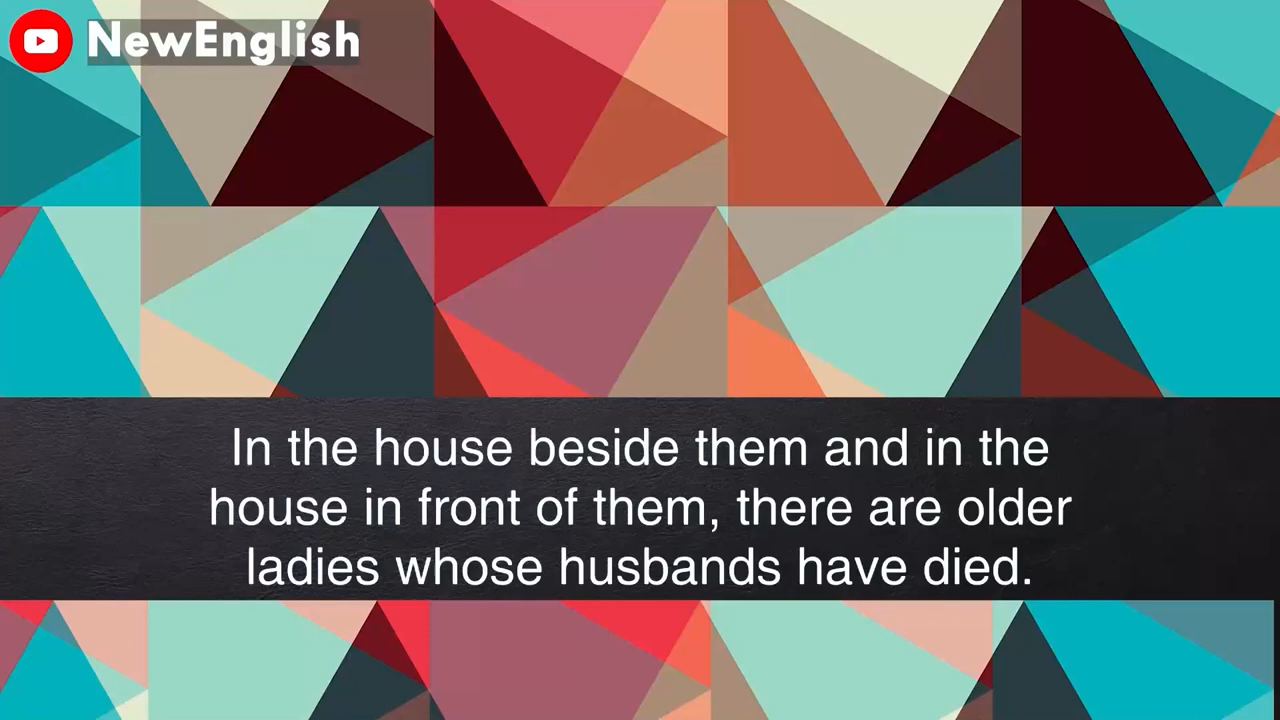 NewEnglish
In the house beside them and in the
house in front of them, there are older
ladies whose husbands have died.